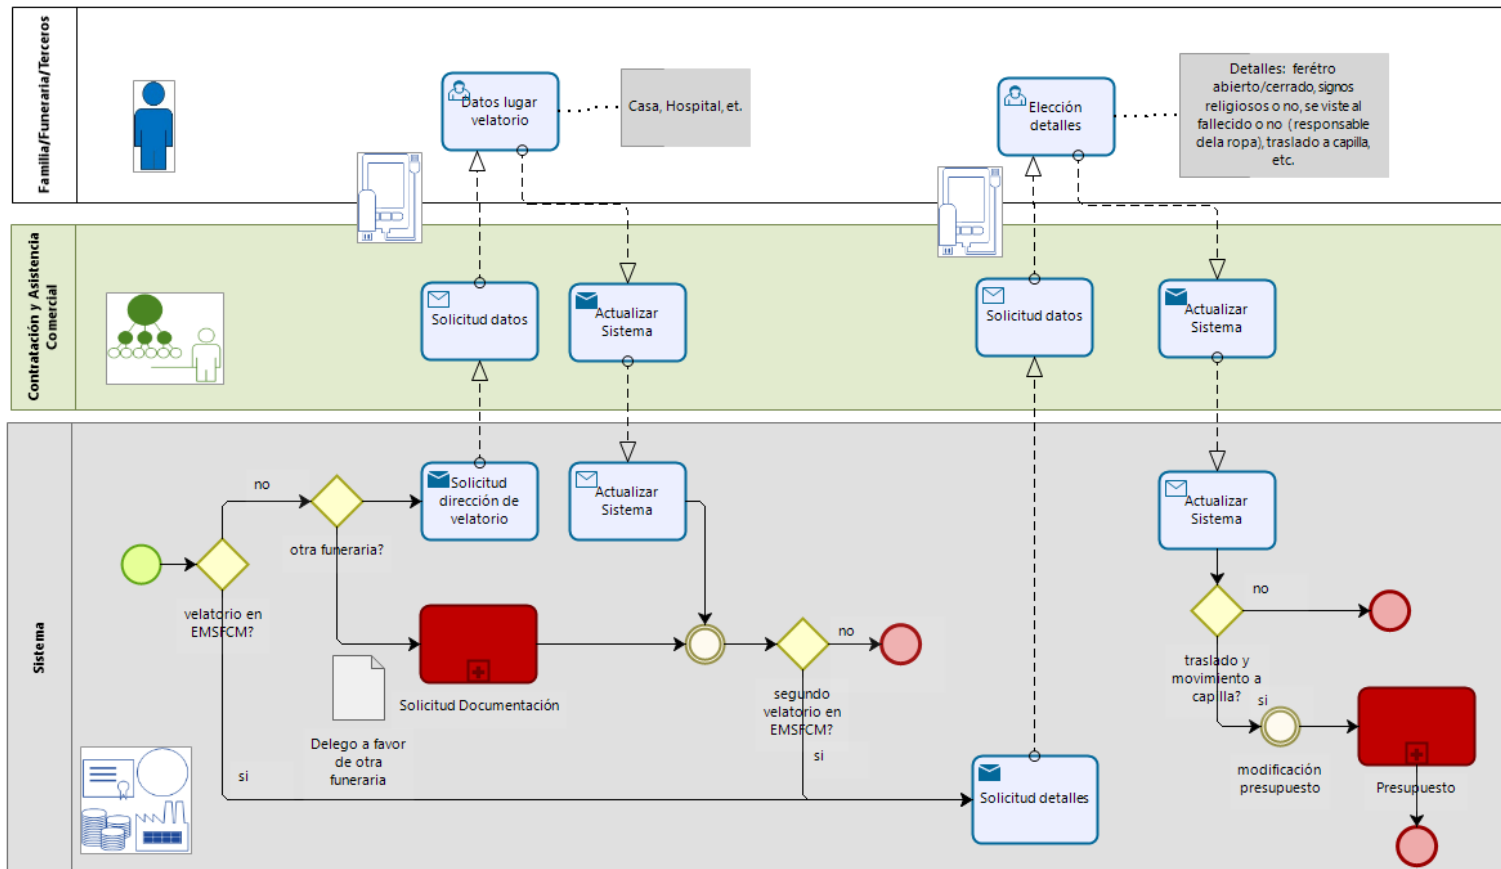 Familia/Funeraria/Terceros
Datos lugar
velatorio
Casa, Hospital, et.
Elección
detalles
Detalles: ferétro
abierto/cerrado, signos
religiosos o no, se viste al
fallecido o no (responsable
dela ropa), traslado a capilla,
etc.
Contratación y Asistencia
Comercial
Solicitud datos
Actualizar
Sistema
Solicitud datos
Actualizar
Sistema
Sistema
no
otra funeraria?
velatorio en
EMSFCM?
Solicitud
dirección de
velatorio
Actualizar
Sistema
Solicitud Documentación
Delego a favor
de otra
funeraria
si
no
segundo
velatorio en
EMSFCM?
si
Solicitud detalles
Actualizar
Sistema
no
traslado y
movimiento a
capilla?
si
modificación
presupuesto
Presupuesto